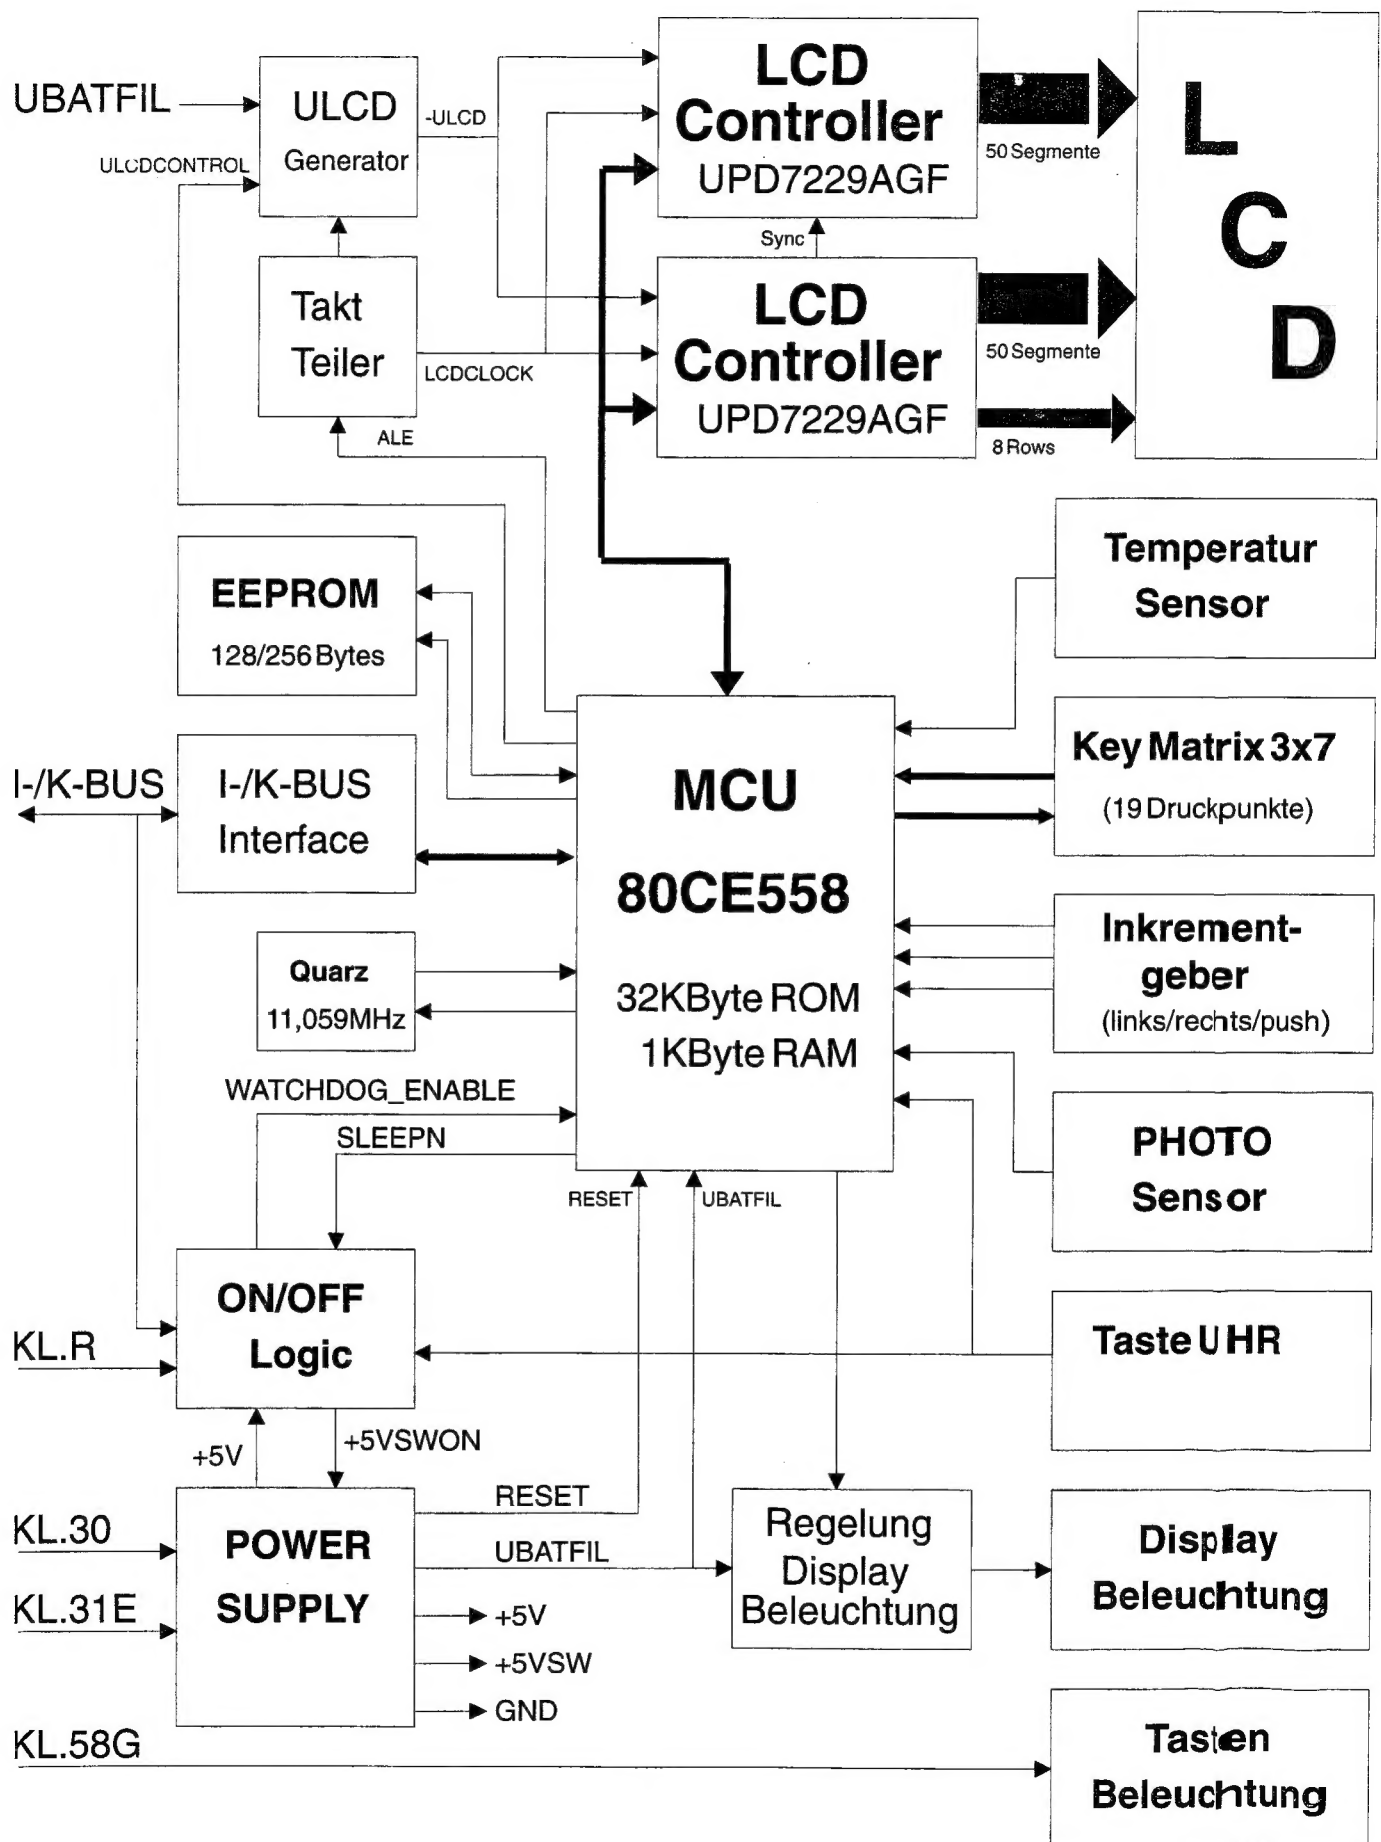 UBATFIL
ULCDCONTROL
ULCD
Generator
-ULCD
LCD
Controller
UPD7229AGF
50 Segmente
L
C
D
Sync
Takt
Teiler
LCDCLOCK
ALE
LCD
Controller
UPD7229AGF
50 Segmente
8 Rows
EEPROM
128/256 Bytes
Temperatur
Sensor
I-/K-BUS
I-/K-BUS
Interface
MCU
80CE558
32KByte ROM
1KByte RAM
Key Matrix 3x7
(19 Druckpunkte)
Quarz
11,059MHz
Inkrement-
geber
(links/rechts/push)
WATCHDOG_ENABLE
SLEEPN
RESET
UBATFIL
PHOTO
Sensor
KL.R
ON/OFF
Logic
Taste UHR
+5V
+5VSWON
KL.30
KL.31E
POWER
SUPPLY
RESET
UBATFIL
+5V
+5VSW
GND
Regelung
Display
Beleuchtung
Display
Beleuchtung
KL.58G
Tasten
Beleuchtung